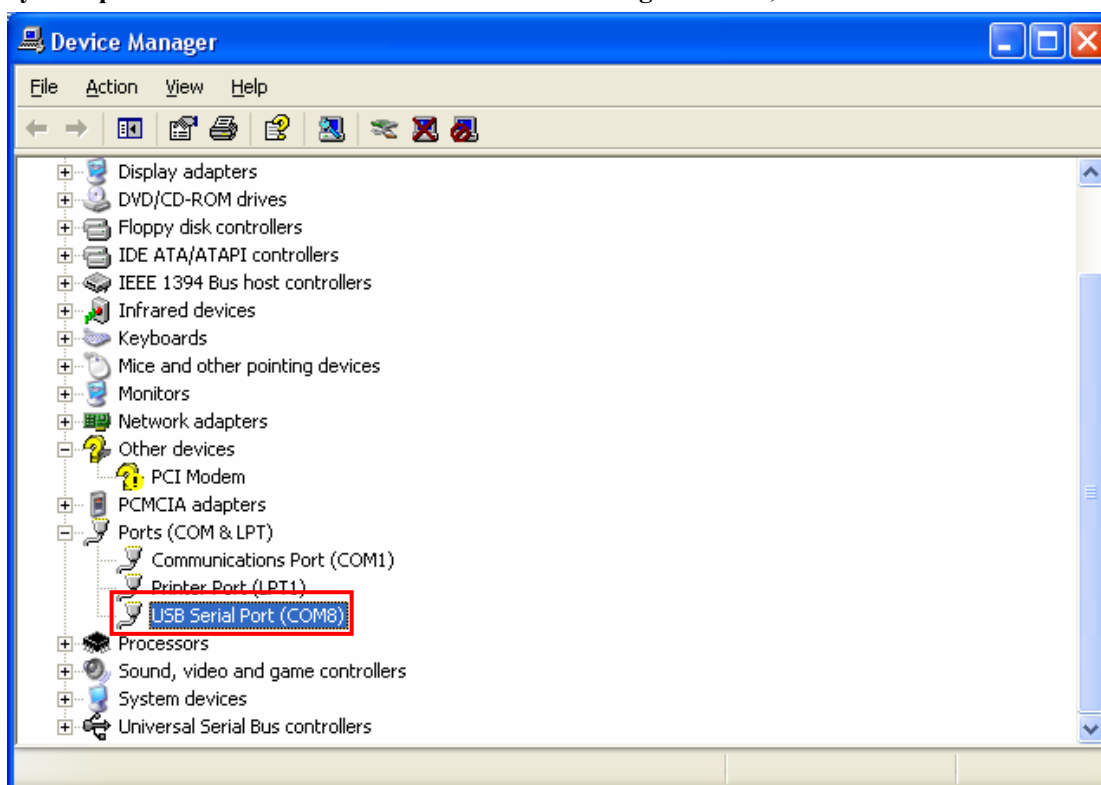 Device Manager
File Action View Help
Display adapters
DVD/CD-ROM drives
Floppy disk controllers
IDE ATA/ATAPI controllers
IEEE 1394 Bus host controllers
Infrared devices
Keyboards
Mice and other pointing devices
Monitors
Network adapters
Other devices
PCI Modem
PCMCIA adapters
Ports (COM & LPT)
Communications Port (COM1)
Printer Port (LPT1)
USB Serial Port (COM8)
Processors
Sound, video and game controllers
System devices
Universal Serial Bus controllers